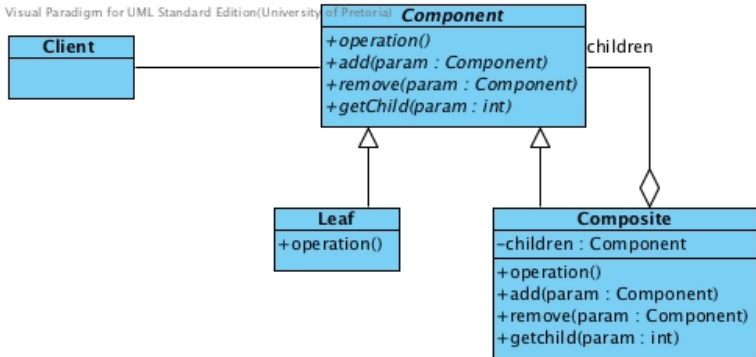 Visual Paradigm for UML Standard Edition(University of Pretoria)
Component
+operation()
+add(param : Component)
+remove(param : Component)
+getChild(param : int)
Client
children
Leaf
+operation()
Composite
-children : Component
+operation()
+add(param : Component)
+remove(param : Component)
+getchild(param : int)